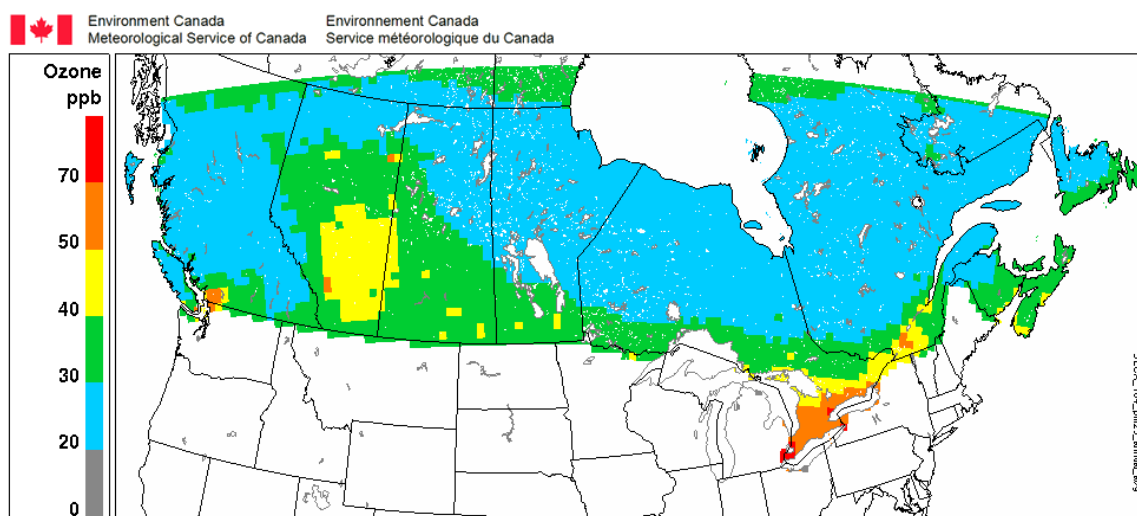 Environment Canada
Meteorological Service of Canada
Environnement Canada
Service météorologique du Canada
Ozone
ppb
70
50
40
30
20
0